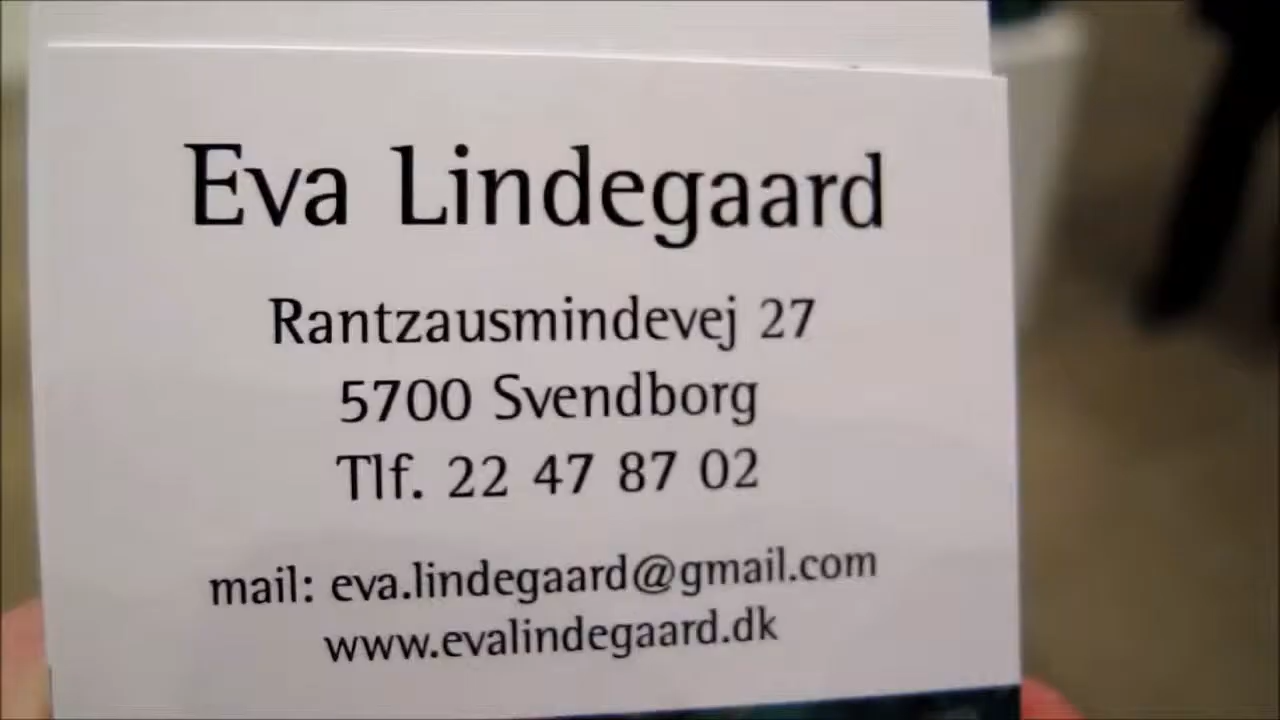 Eva Lindegaard
Rantzausmindevej 27
5700 Svendborg
Tlf. 22 47 87 02
mail: eva.lindegaard@gmail.com
www.evalindegaard.dk